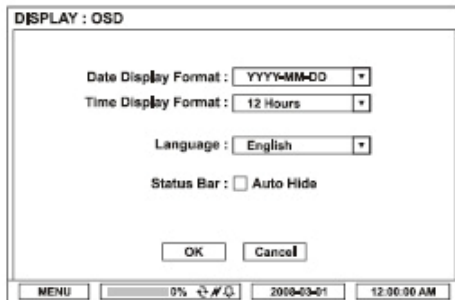 DISPLAY : OSD
Date Display Format : YYYY-MM-DD
Time Display Format : 12 Hours
Language : English
Status Bar : Auto Hide
OK Cancel
MENU 0% 2008-03-01 12:00:00 AM